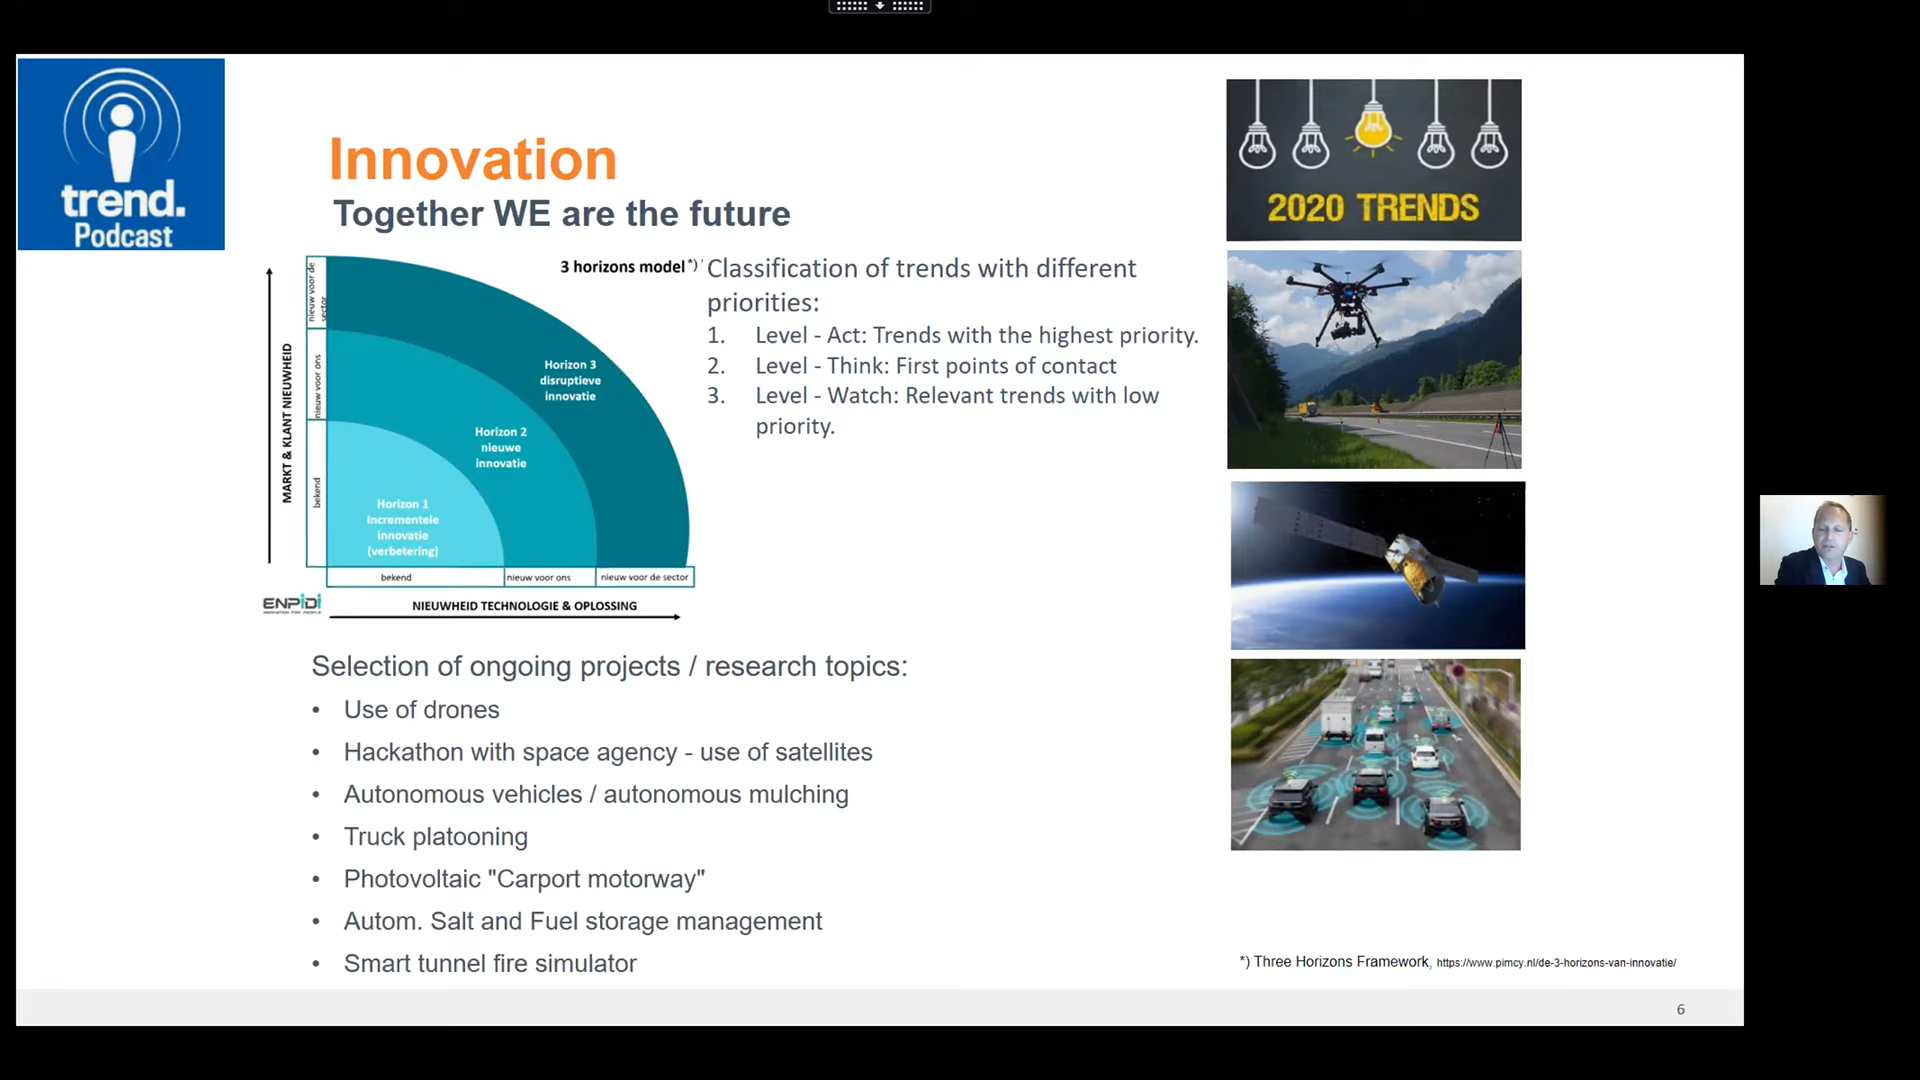 trend.
Podcast
Innovation
Together WE are the future
3 horizons model*)
MARKT & KLANT NIEUWHEID
nieuw voor de
sector
nieuw voor ons
bekend
Horizon 3
disruptieve
innovatie
Horizon 2
nieuwe
innovatie
Horizon 1
Incrementele
innovatie
(verbetering)
bekend
nieuw voor ons
nieuw voor de sector
NIEUWHEID TECHNOLOGIE & OPLOSSING
ENPIDI
INNOVATION FOR PEOPLE
Classification of trends with different
priorities:
1. Level - Act: Trends with the highest priority.
2. Level - Think: First points of contact
3. Level - Watch: Relevant trends with low
priority.
2020 TRENDS
Selection of ongoing projects / research topics:
• Use of drones
• Hackathon with space agency - use of satellites
• Autonomous vehicles / autonomous mulching
• Truck platooning
• Photovoltaic "Carport motorway"
• Autom. Salt and Fuel storage management
• Smart tunnel fire simulator
*) Three Horizons Framework, https://www.pimcy.nl/de-3-horizons-van-innovatie/
6